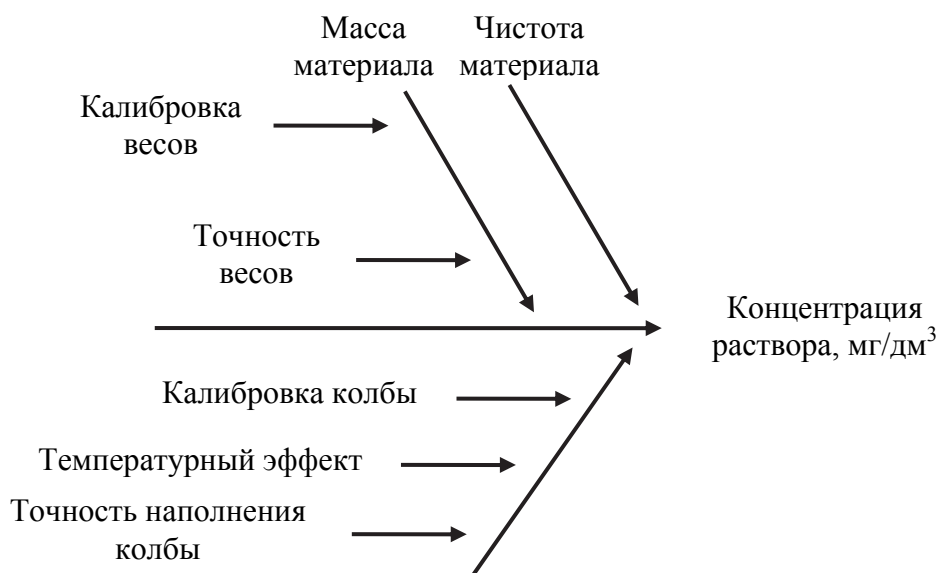 Масса
материала
Чистота
материала
Калибровка
весов
Точность
весов
Концентрация
раствора, мг/дм³
Калибровка колбы
Температурный эффект
Точность наполнения
колбы